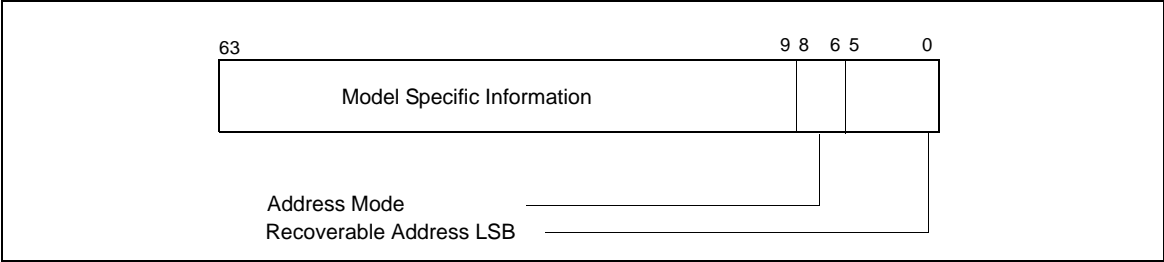 63 9 8 6 5 0
Model Specific Information
Address Mode
Recoverable Address LSB